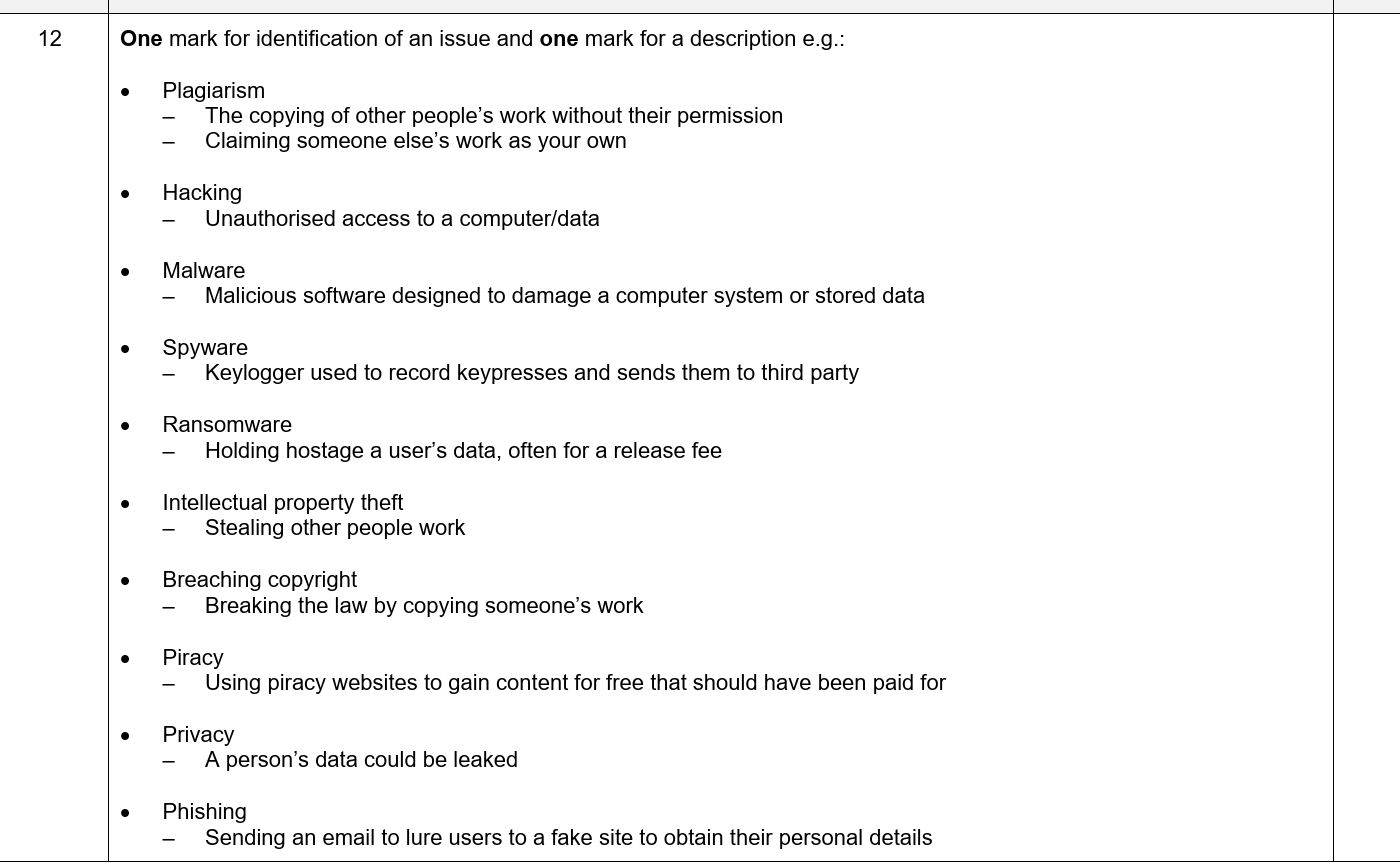 12
One mark for identification of an issue and one mark for a description e.g.:
● Plagiarism
– The copying of other people’s work without their permission
– Claiming someone else’s work as your own
● Hacking
– Unauthorised access to a computer/data
● Malware
– Malicious software designed to damage a computer system or stored data
● Spyware
– Keylogger used to record keypresses and sends them to third party
● Ransomware
– Holding hostage a user’s data, often for a release fee
● Intellectual property theft
– Stealing other people work
● Breaching copyright
– Breaking the law by copying someone’s work
● Piracy
– Using piracy websites to gain content for free that should have been paid for
● Privacy
– A person’s data could be leaked
● Phishing
– Sending an email to lure users to a fake site to obtain their personal details